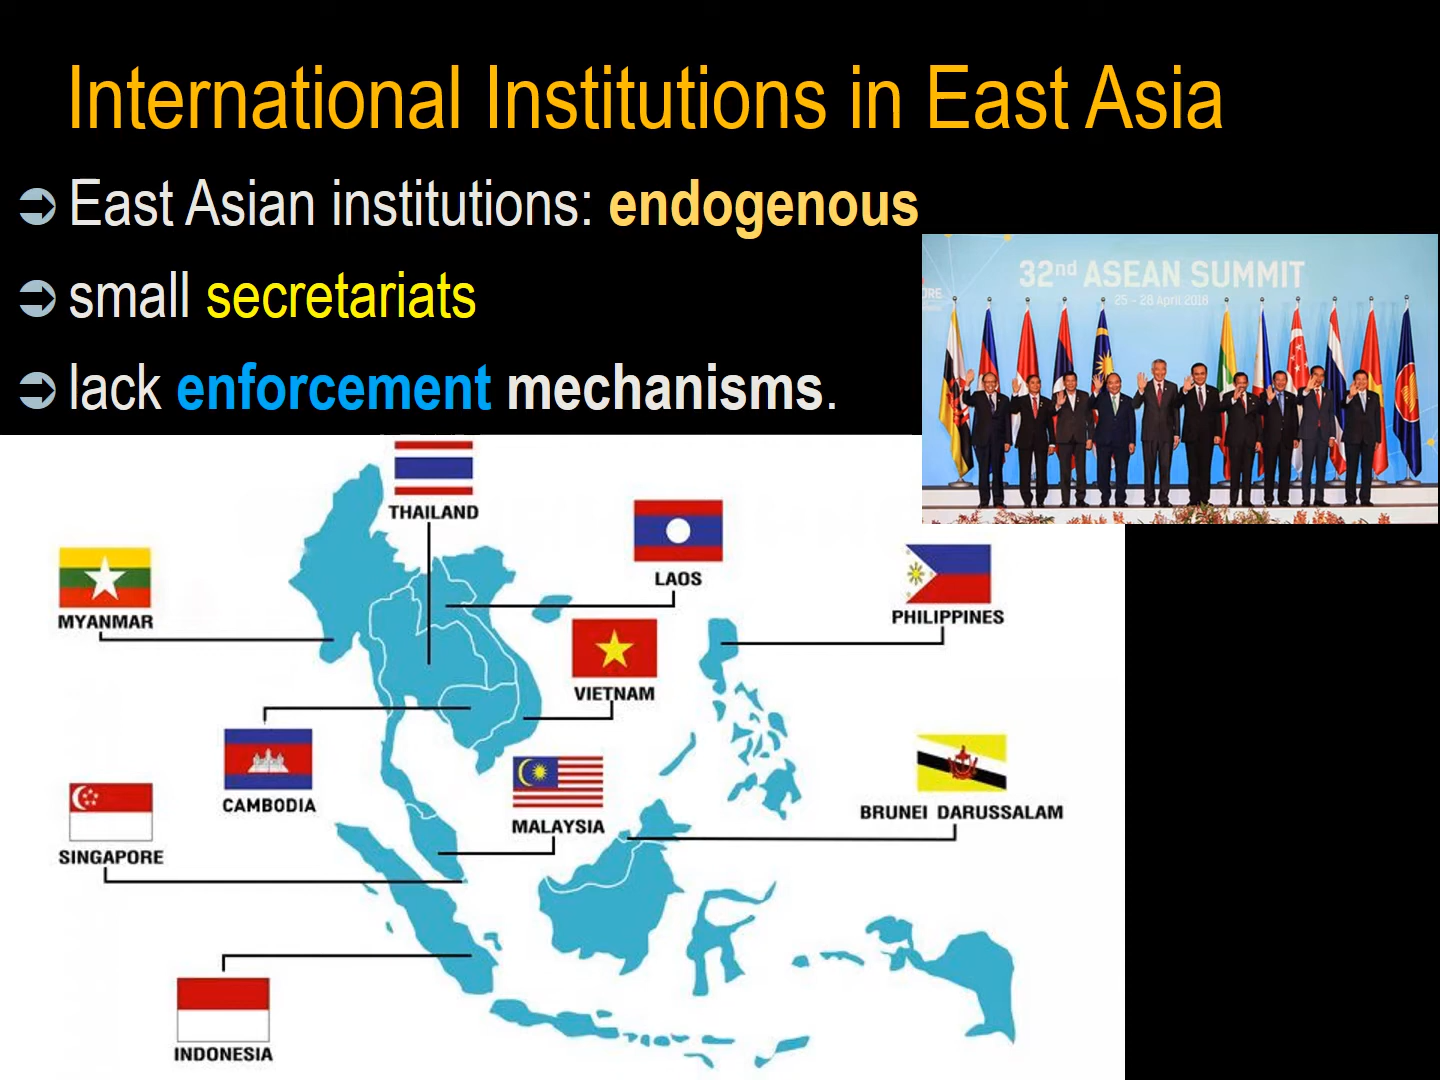 International Institutions in East Asia
East Asian institutions: endogenous
small secretariats
lack enforcement mechanisms.
32nd ASEAN SUMMIT
25 - 28 April 2018
THAILAND
LAOS
MYANMAR
PHILIPPINES
VIETNAM
CAMBODIA
MALAYSIA
BRUNEI DARUSSALAM
SINGAPORE
INDONESIA